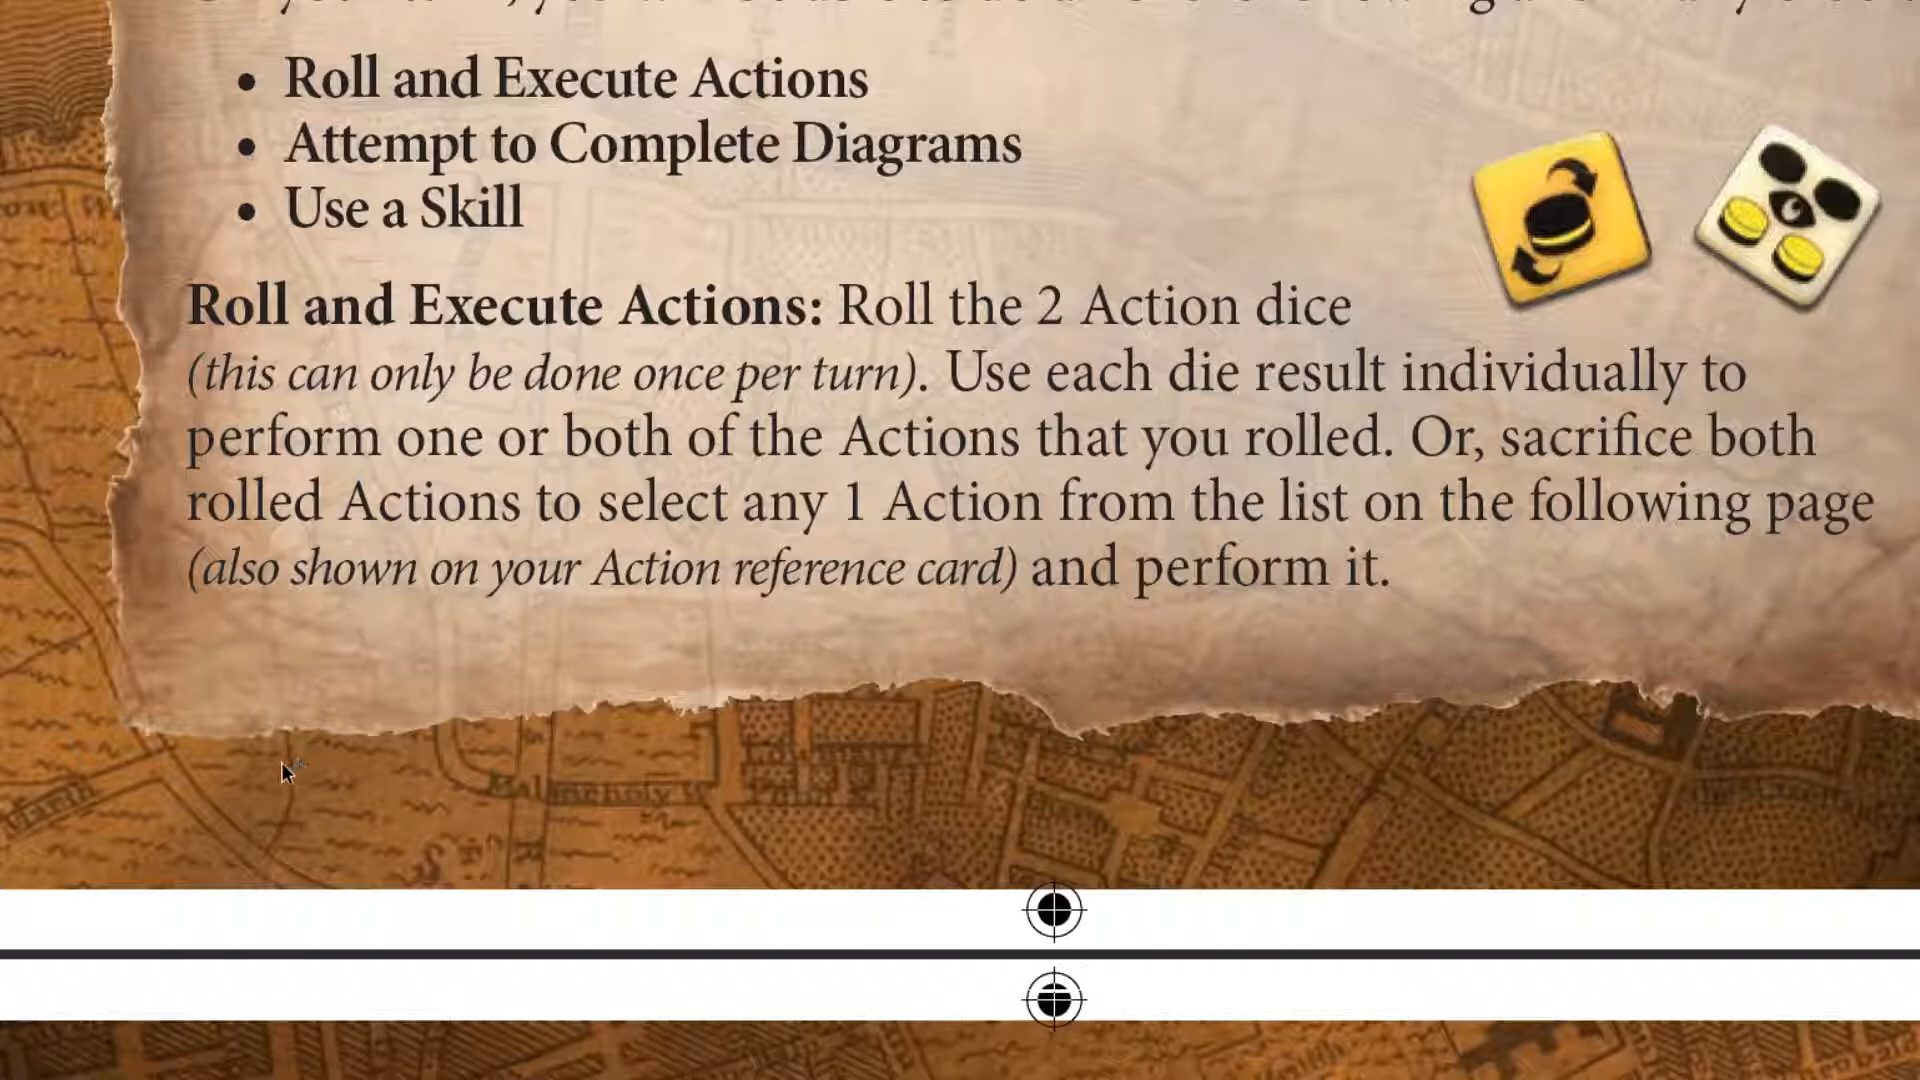 • Roll and Execute Actions
• Attempt to Complete Diagrams
• Use a Skill
Roll and Execute Actions: Roll the 2 Action dice
(this can only be done once per turn). Use each die result individually to
perform one or both of the Actions that you rolled. Or, sacrifice both
rolled Actions to select any 1 Action from the list on the following page
(also shown on your Action reference card) and perform it.